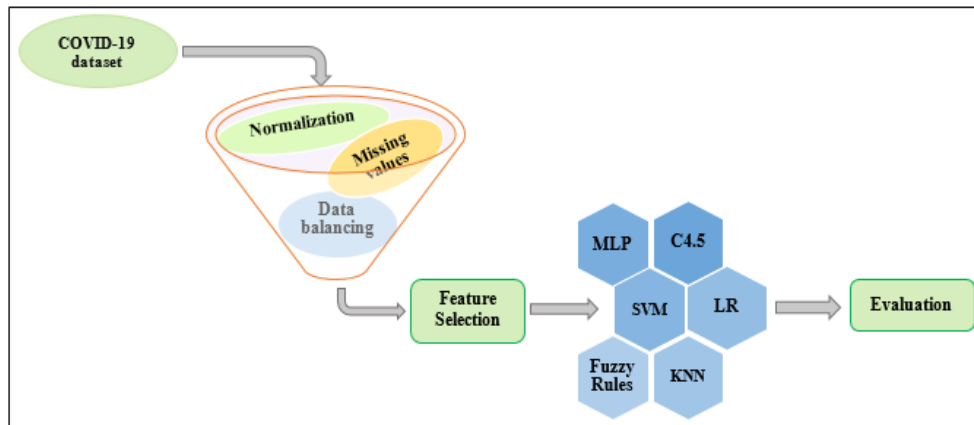 COVID-19
dataset
Normalization
Missing
values
Data
balancing
Feature
Selection
MLP
C4.5
SVM
LR
Fuzzy
Rules
KNN
Evaluation